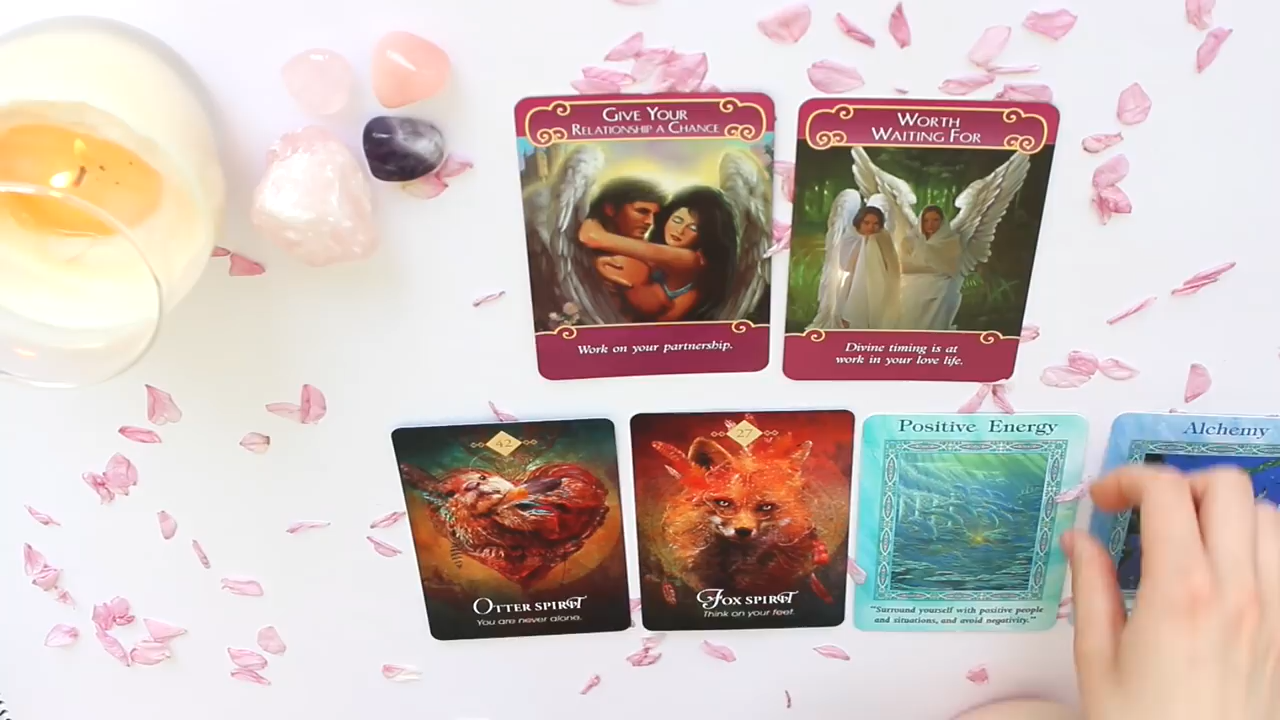 GIVE YOUR
RELATIONSHIP A CHANCE
Work on your partnership.
WORTH
WAITING FOR
Divine timing is at
work in your love life.
42
OTTER SPIRIT
You are never alone.
27
FOX SPIRIT
Think on your feet.
Positive Energy
"Surround yourself with positive people
and situations, and avoid negativity."
Alchemy